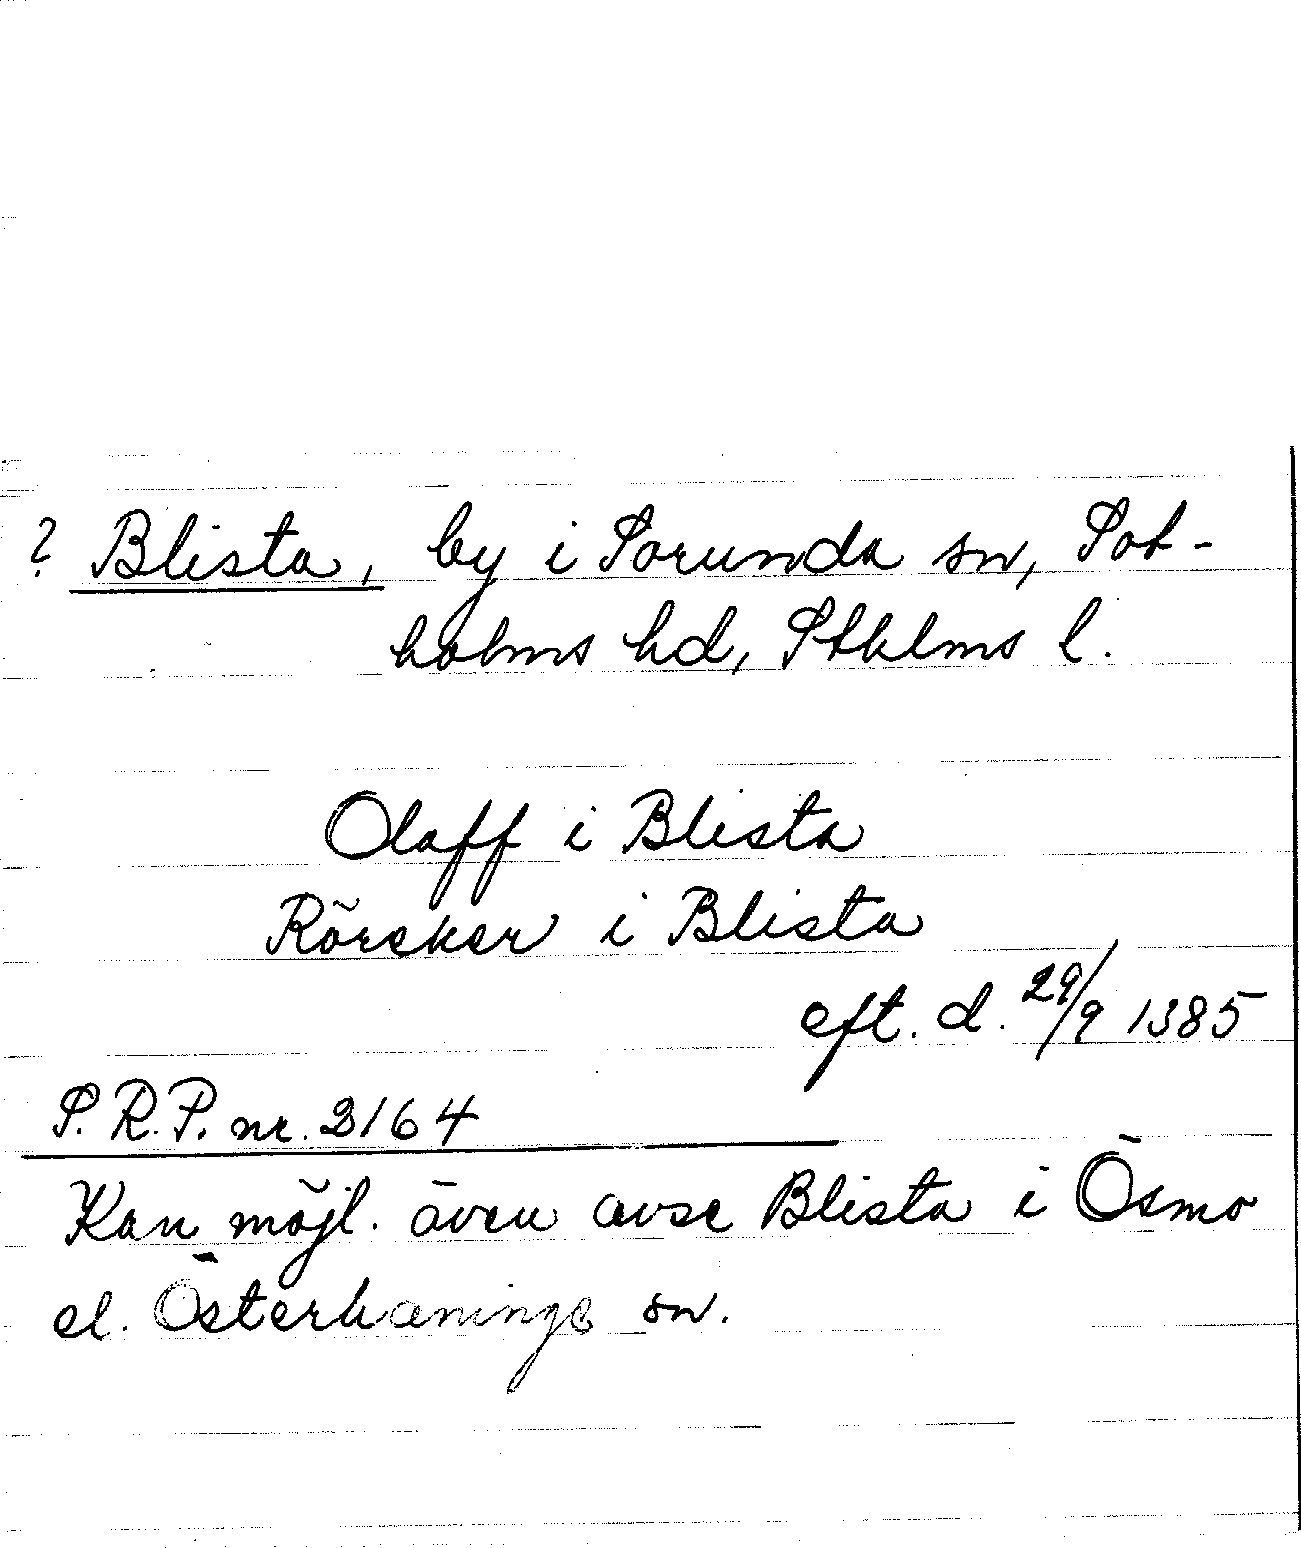 ? Blista, by i Sorunda sn, Sot-
holms hd, Sthlms l.
Olaff i Blista
Röreker i Blista
eft. d. 29/9 1385
S.R.P. nr. 2164
Kan möjl. även avse Blista i Ösmo
el. Österhanings sn.